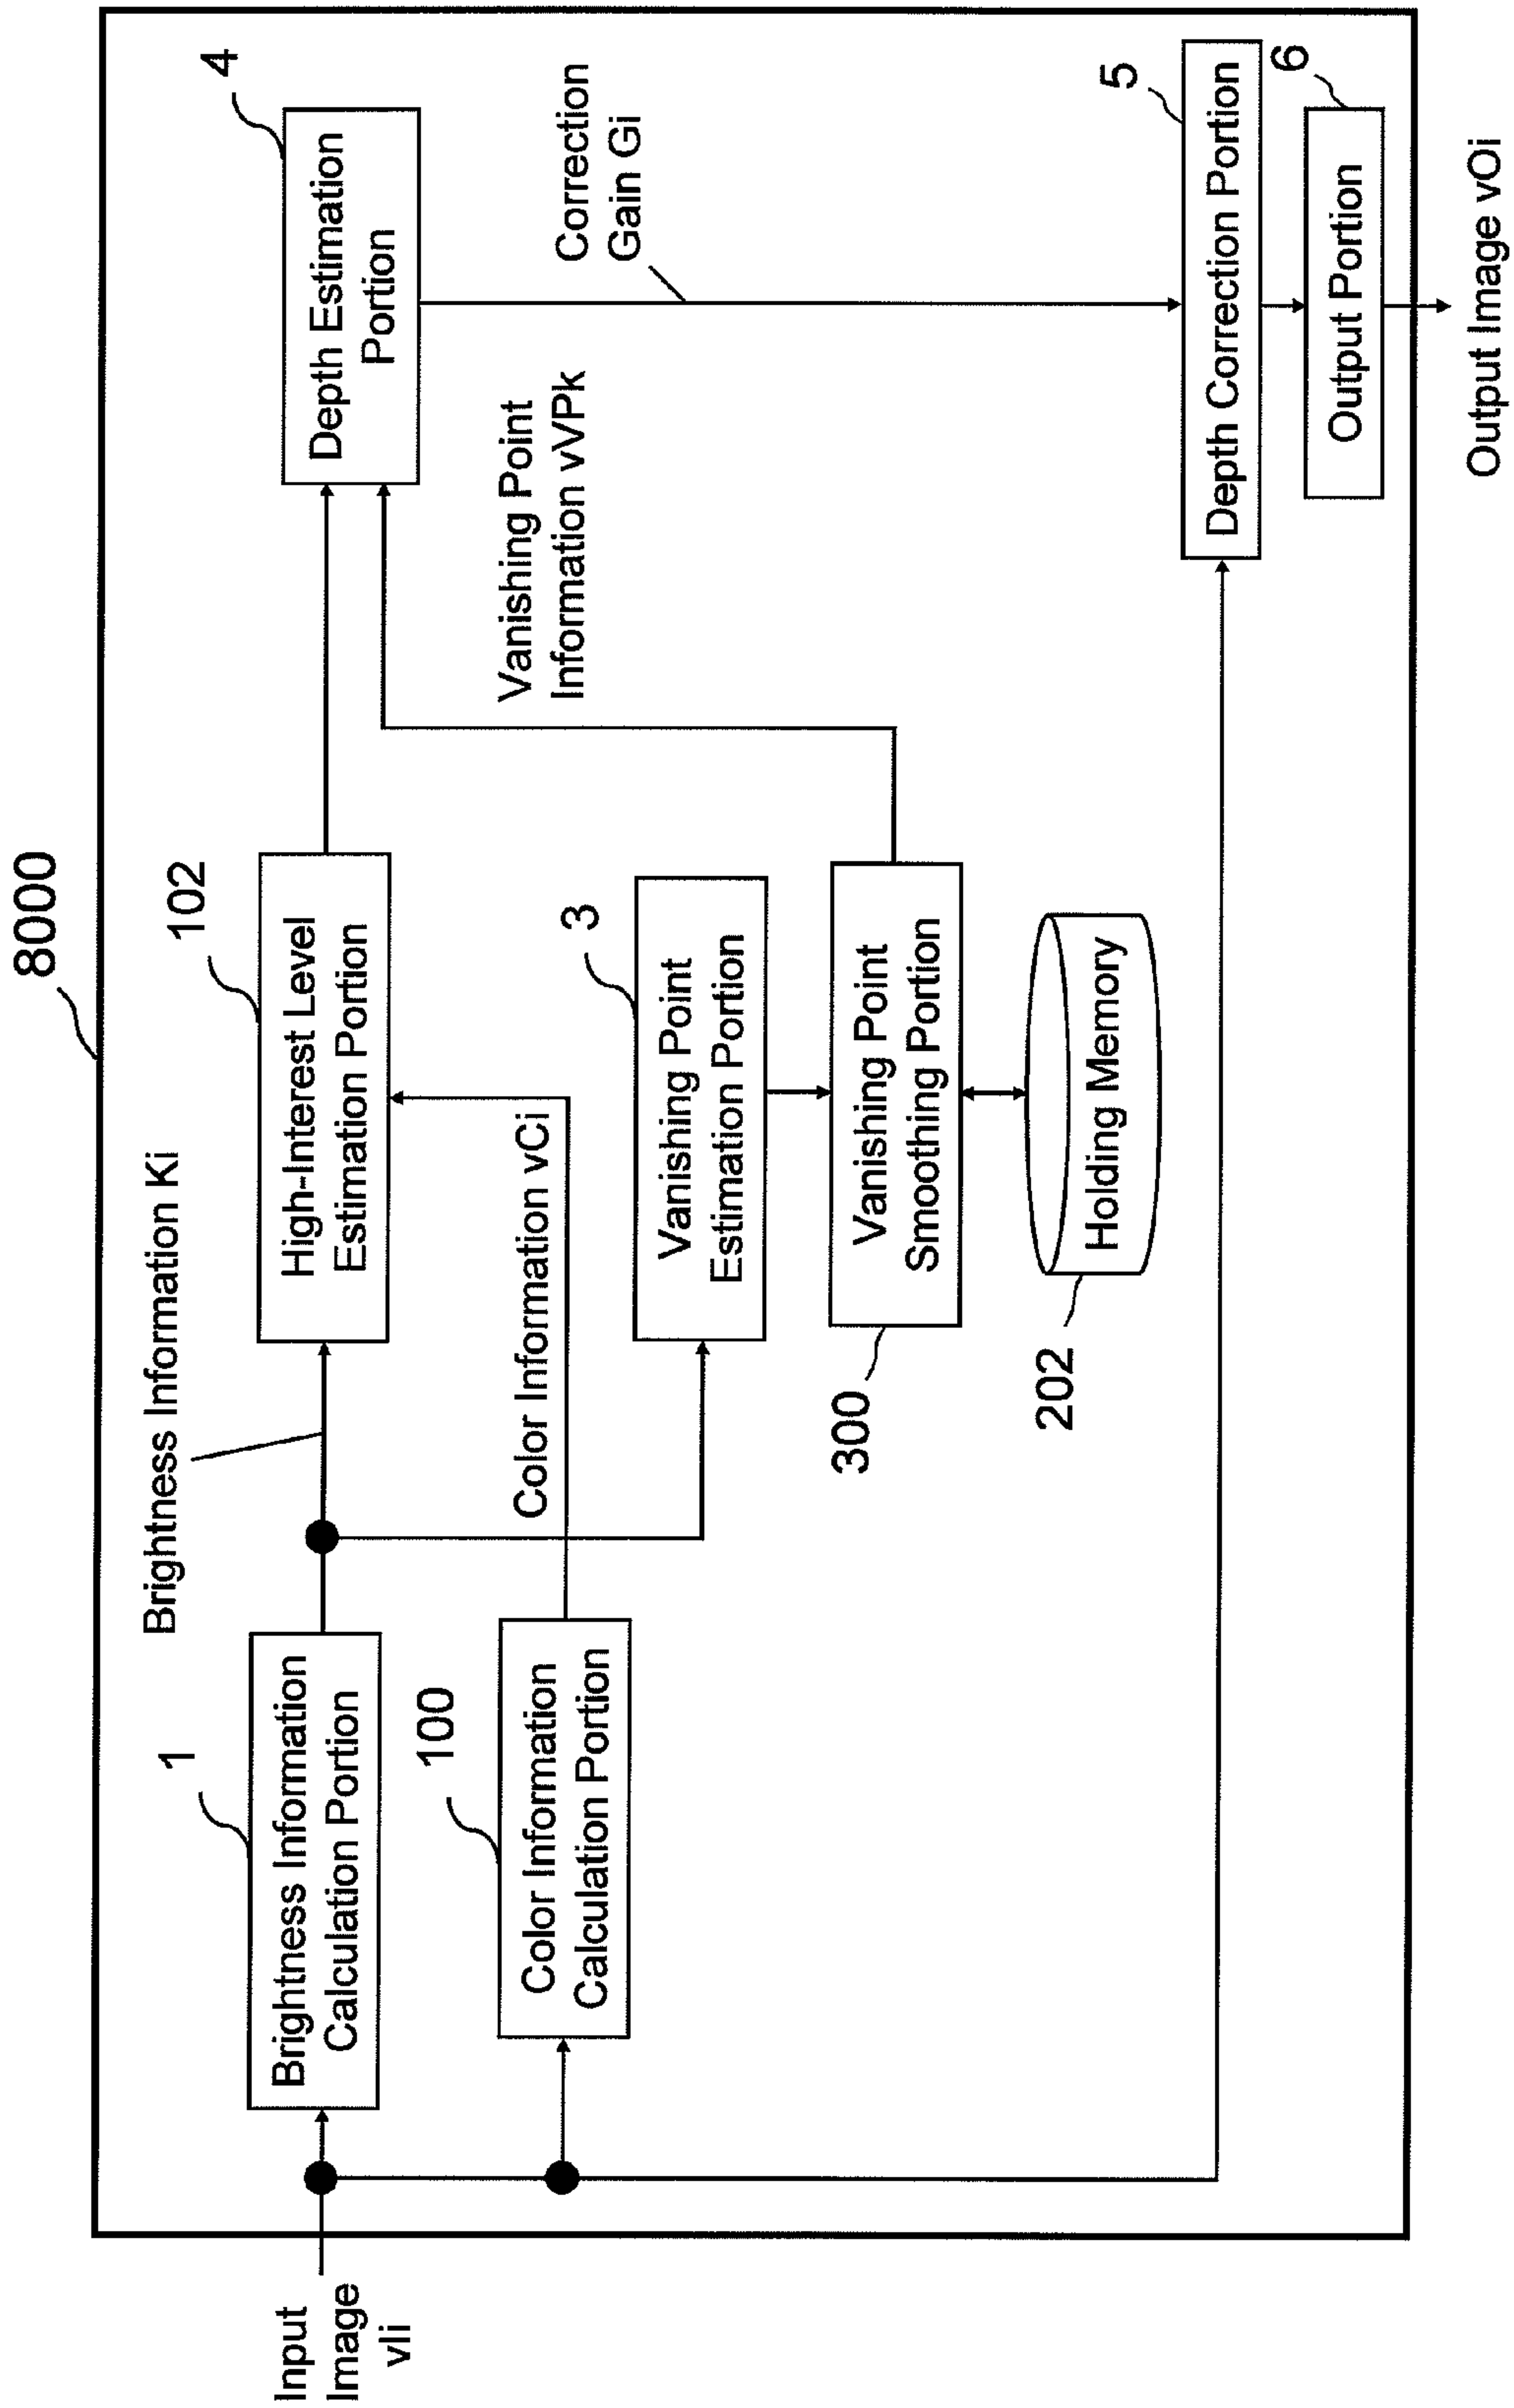 8000
Input
Image
vIi
1
Brightness Information
Calculation Portion
Brightness Information Ki
102
High-Interest Level
Estimation Portion
4
Depth Estimation
Portion
100
Color Information
Calculation Portion
Color Information vCi
3
Vanishing Point
Estimation Portion
Vanishing Point
Information vVPk
Correction
Gain Gi
300
Vanishing Point
Smoothing Portion
202
Holding Memory
5
Depth Correction Portion
6
Output Portion
Output Image vOi